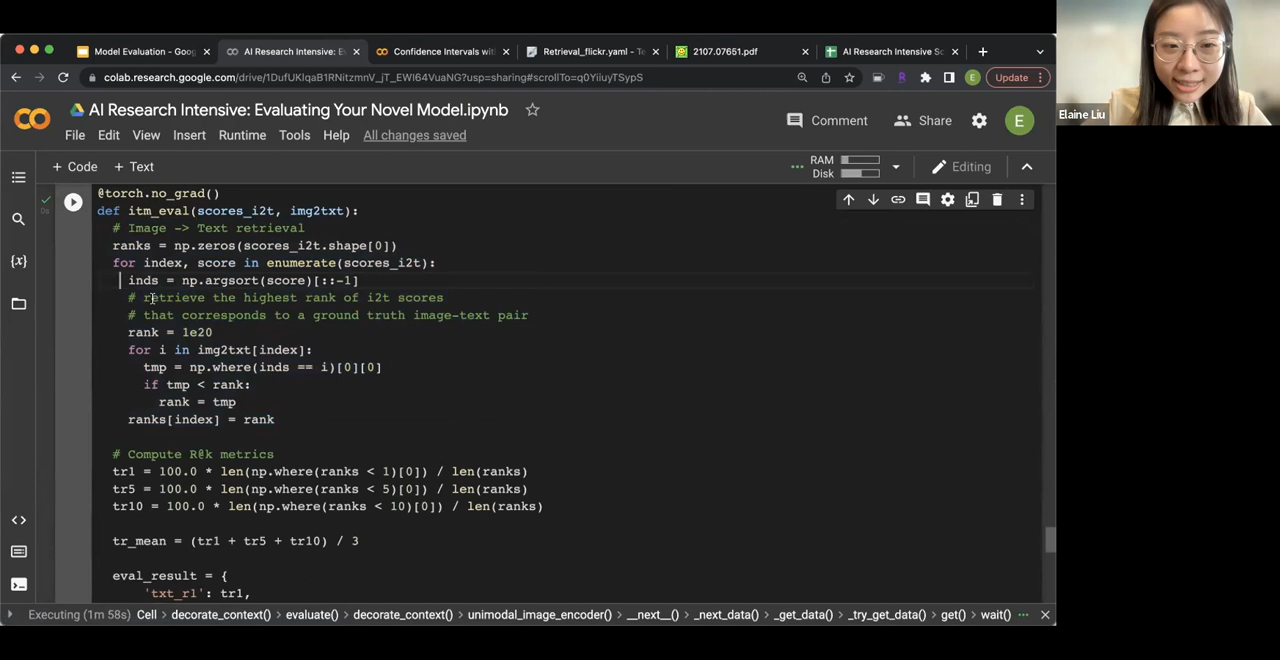 Model Evaluation - Goog
AI Research Intensive: E
Confidence Intervals with
Retrieval_flickr.yaml - Te
2107.07651.pdf
AI Research Intensive Sc
colab.research.google.com/drive/1DufUKIqaB1RNitzmnV_jT_EWI64VuaNG?usp=sharing#scrollTo=q0YiiuyTSypS
R
E
Update
Elaine Liu
AI Research Intensive: Evaluating Your Novel Model.ipynb
File Edit View Insert Runtime Tools Help All changes saved
Comment
Share
E
+ Code + Text
RAM
Disk
Editing
@torch.no_grad()
def itm_eval(scores_i2t, img2txt):
# Image -> Text retrieval
ranks = np.zeros(scores_i2t.shape[0])
for index, score in enumerate(scores_i2t):
inds = np.argsort(score)[::-1]
# retrieve the highest rank of i2t scores
# that corresponds to a ground truth image-text pair
rank = 1e20
for i in img2txt[index]:
tmp = np.where(inds == i)[0][0]
if tmp < rank:
rank = tmp
ranks[index] = rank
# Compute R@k metrics
tr1 = 100.0 * len(np.where(ranks < 1)[0]) / len(ranks)
tr5 = 100.0 * len(np.where(ranks < 5)[0]) / len(ranks)
tr10 = 100.0 * len(np.where(ranks < 10)[0]) / len(ranks)
tr_mean = (tr1 + tr5 + tr10) / 3
eval_result = {
'txt_r1': tr1,
Executing (1m 58s) Cell > decorate_context() > evaluate() > decorate_context() > unimodal_image_encoder() > __next__() > _next_data() > _get_data() > _try_get_data() > get() > wait()